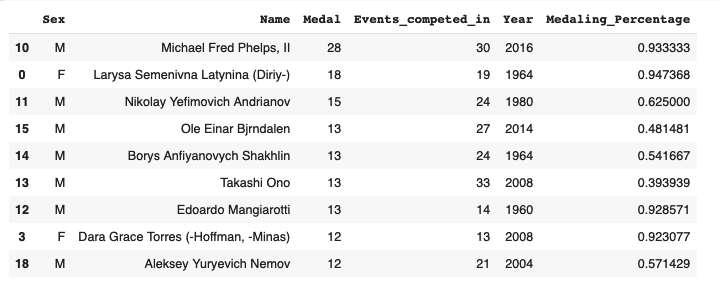 Sex Name Medal Events_competed_in Year Medaling_Percentage
10 M Michael Fred Phelps, II 28 30 2016 0.933333
0 F Larysa Semenivna Latynina (Diriy-) 18 19 1964 0.947368
11 M Nikolay Yefimovich Andrianov 15 24 1980 0.625000
15 M Ole Einar Bjrndalen 13 27 2014 0.481481
14 M Borys Anfiyanovych Shakhlin 13 24 1964 0.541667
13 M Takashi Ono 13 33 2008 0.393939
12 M Edoardo Mangiarotti 13 14 1960 0.928571
3 F Dara Grace Torres (-Hoffman, -Minas) 12 13 2008 0.923077
18 M Aleksey Yuryevich Nemov 12 21 2004 0.571429